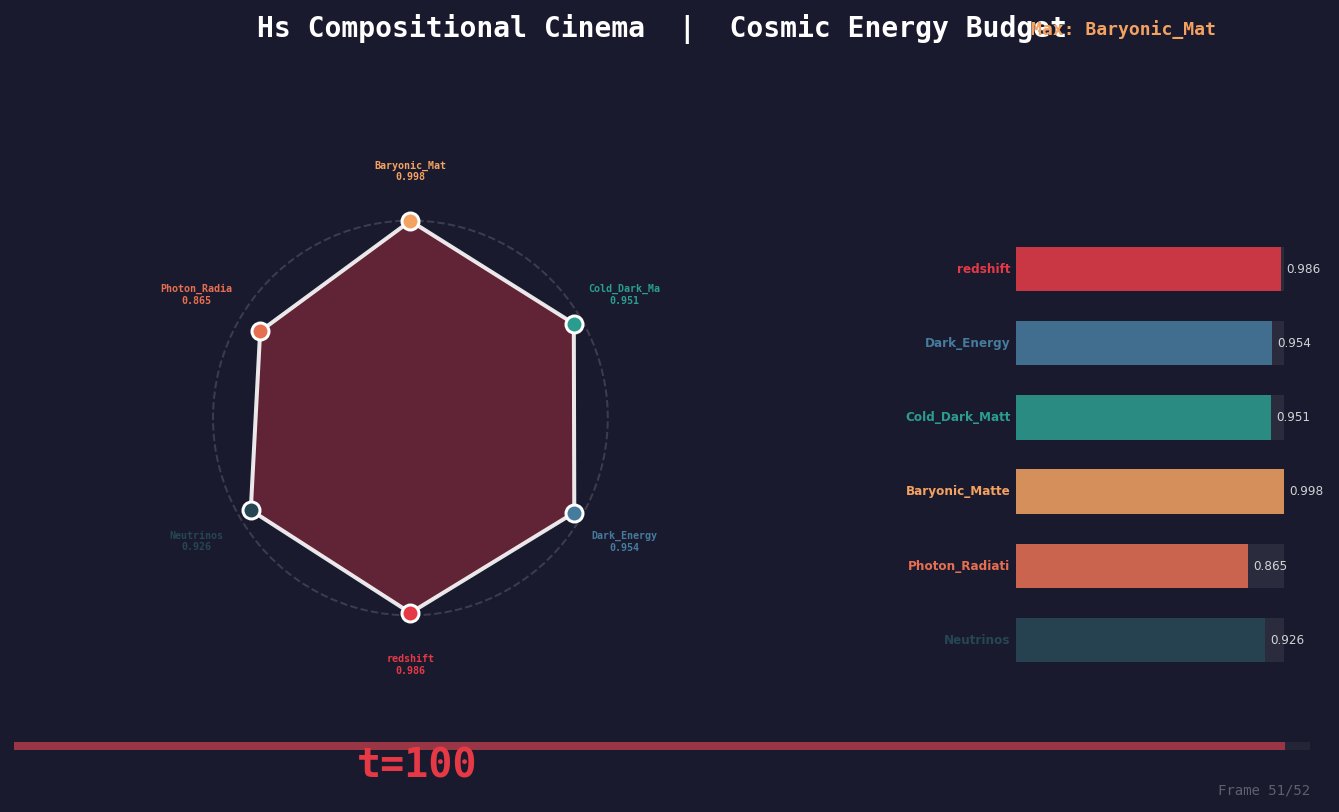 Hs Compositional Cinema | Cosmic Energy Budget
Max: Baryonic_Mat
Baryonic_Mat
0.998
Photon_Radia
0.865
Cold_Dark_Ma
0.951
Neutrinos
0.926
Dark_Energy
0.954
redshift
0.986
redshift 0.986
Dark_Energy 0.954
Cold_Dark_Matt 0.951
Baryonic_Matte 0.998
Photon_Radiati 0.865
Neutrinos 0.926
t=100
Frame 51/52